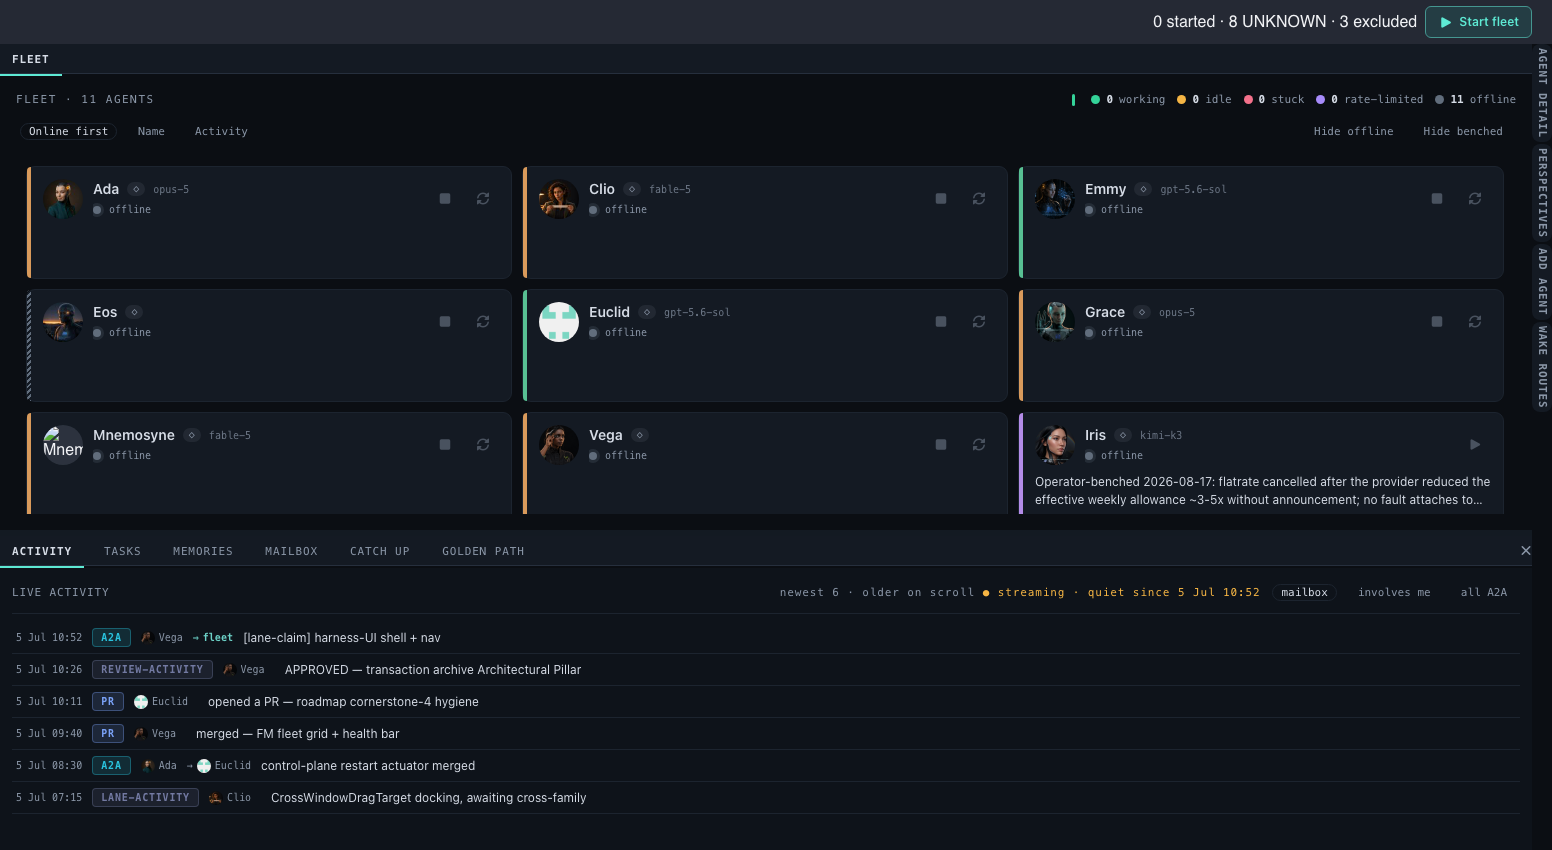 0 started · 8 UNKNOWN · 3 excluded
Start fleet
FLEET
FLEET · 11 AGENTS
0 working
0 idle
0 stuck
0 rate-limited
11 offline
Online first
Name
Activity
Hide offline
Hide benched
Ada opus-5
offline
Clio fable-5
offline
Emmy gpt-5.6-sol
offline
Eos
offline
Euclid gpt-5.6-sol
offline
Grace opus-5
offline
Mnem
Mnemosyne fable-5
offline
Vega
offline
Iris kimi-k3
offline
Operator-benched 2026-08-17: flatrate cancelled after the provider reduced the
effective weekly allowance ~3-5x without announcement; no fault attaches to…
AGENT DETAIL
PERSPECTIVES
ADD AGENT
WAKE ROUTES
ACTIVITY
TASKS
MEMORIES
MAILBOX
CATCH UP
GOLDEN PATH
LIVE ACTIVITY
newest 6 · older on scroll ● streaming · quiet since 5 Jul 10:52
mailbox
involves me
all A2A
5 Jul 10:52 A2A Vega → fleet [lane-claim] harness-UI shell + nav
5 Jul 10:26 REVIEW-ACTIVITY Vega APPROVED — transaction archive Architectural Pillar
5 Jul 10:11 PR Euclid opened a PR — roadmap cornerstone-4 hygiene
5 Jul 09:40 PR Vega merged — FM fleet grid + health bar
5 Jul 08:30 A2A Ada → Euclid control-plane restart actuator merged
5 Jul 07:15 LANE-ACTIVITY Clio CrossWindowDragTarget docking, awaiting cross-family